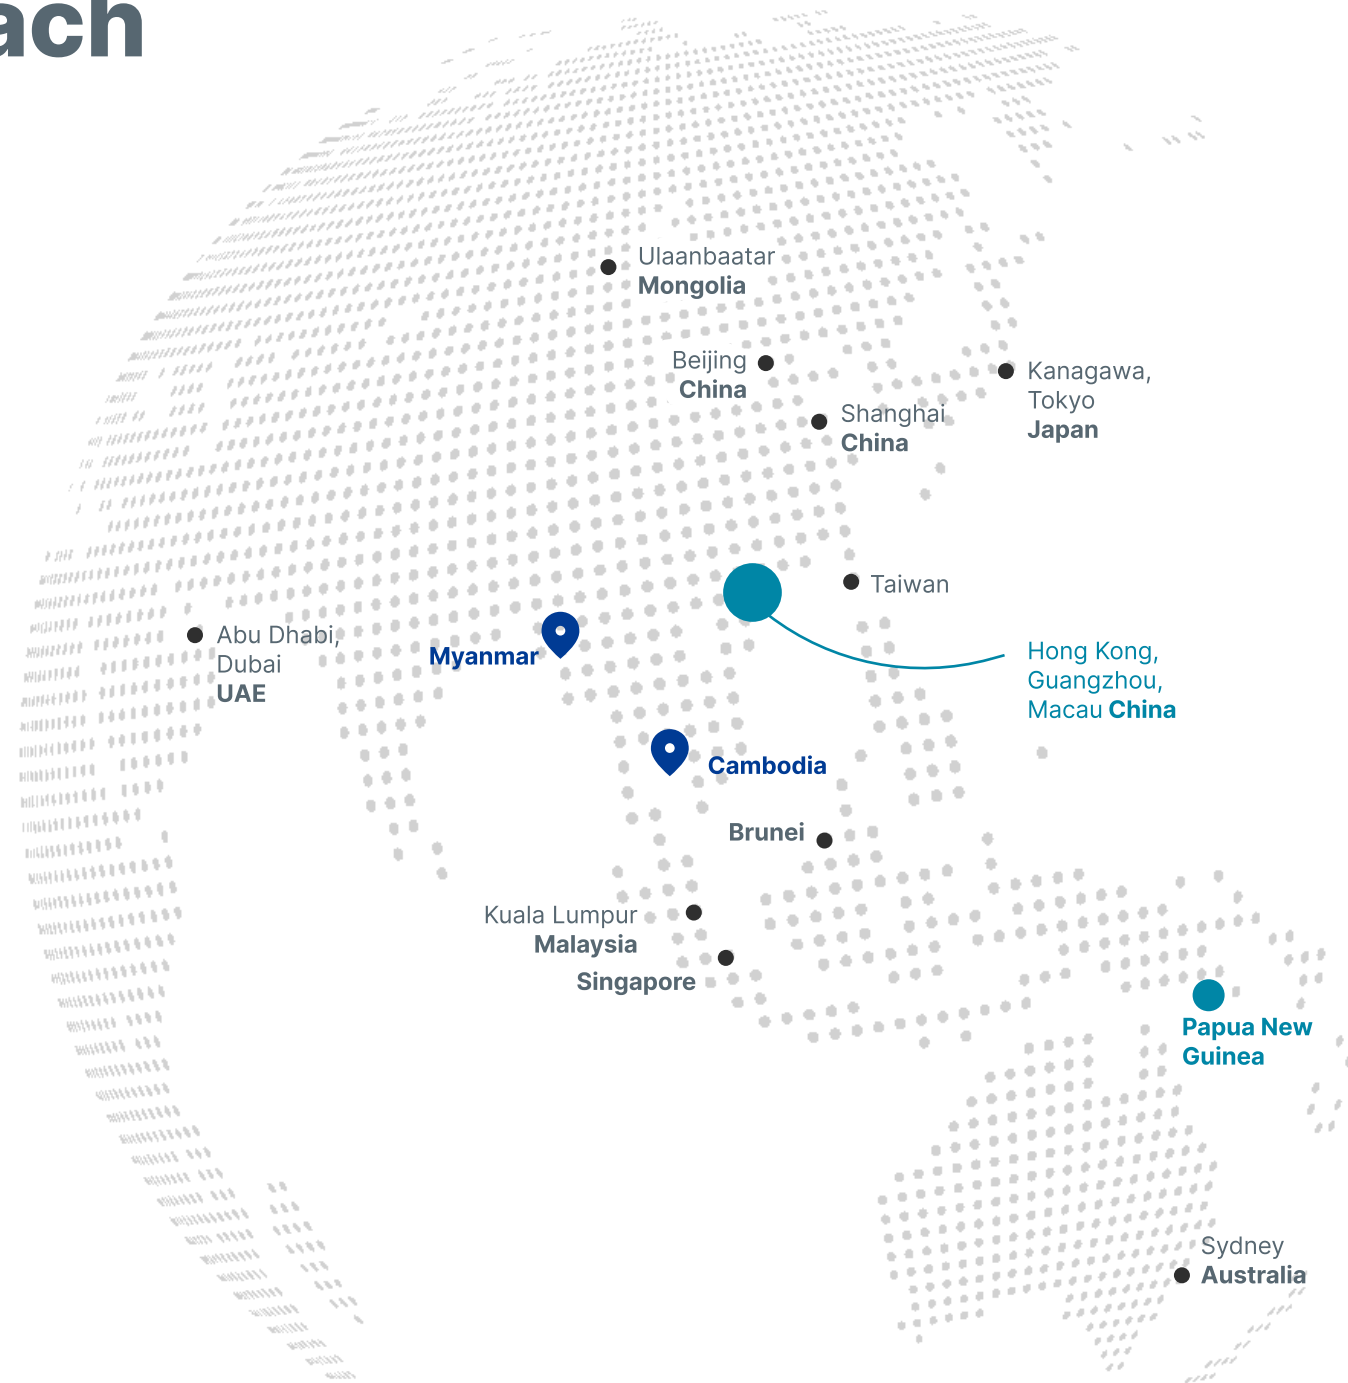 ach
Ulaanbaatar
Mongolia
Beijing
China
Shanghai
China
Kanagawa,
Tokyo
Japan
Taiwan
Abu Dhabi,
Dubai
UAE
Myanmar
Hong Kong,
Guangzhou,
Macau China
Cambodia
Brunei
Kuala Lumpur
Malaysia
Singapore
Papua New
Guinea
Sydney
Australia